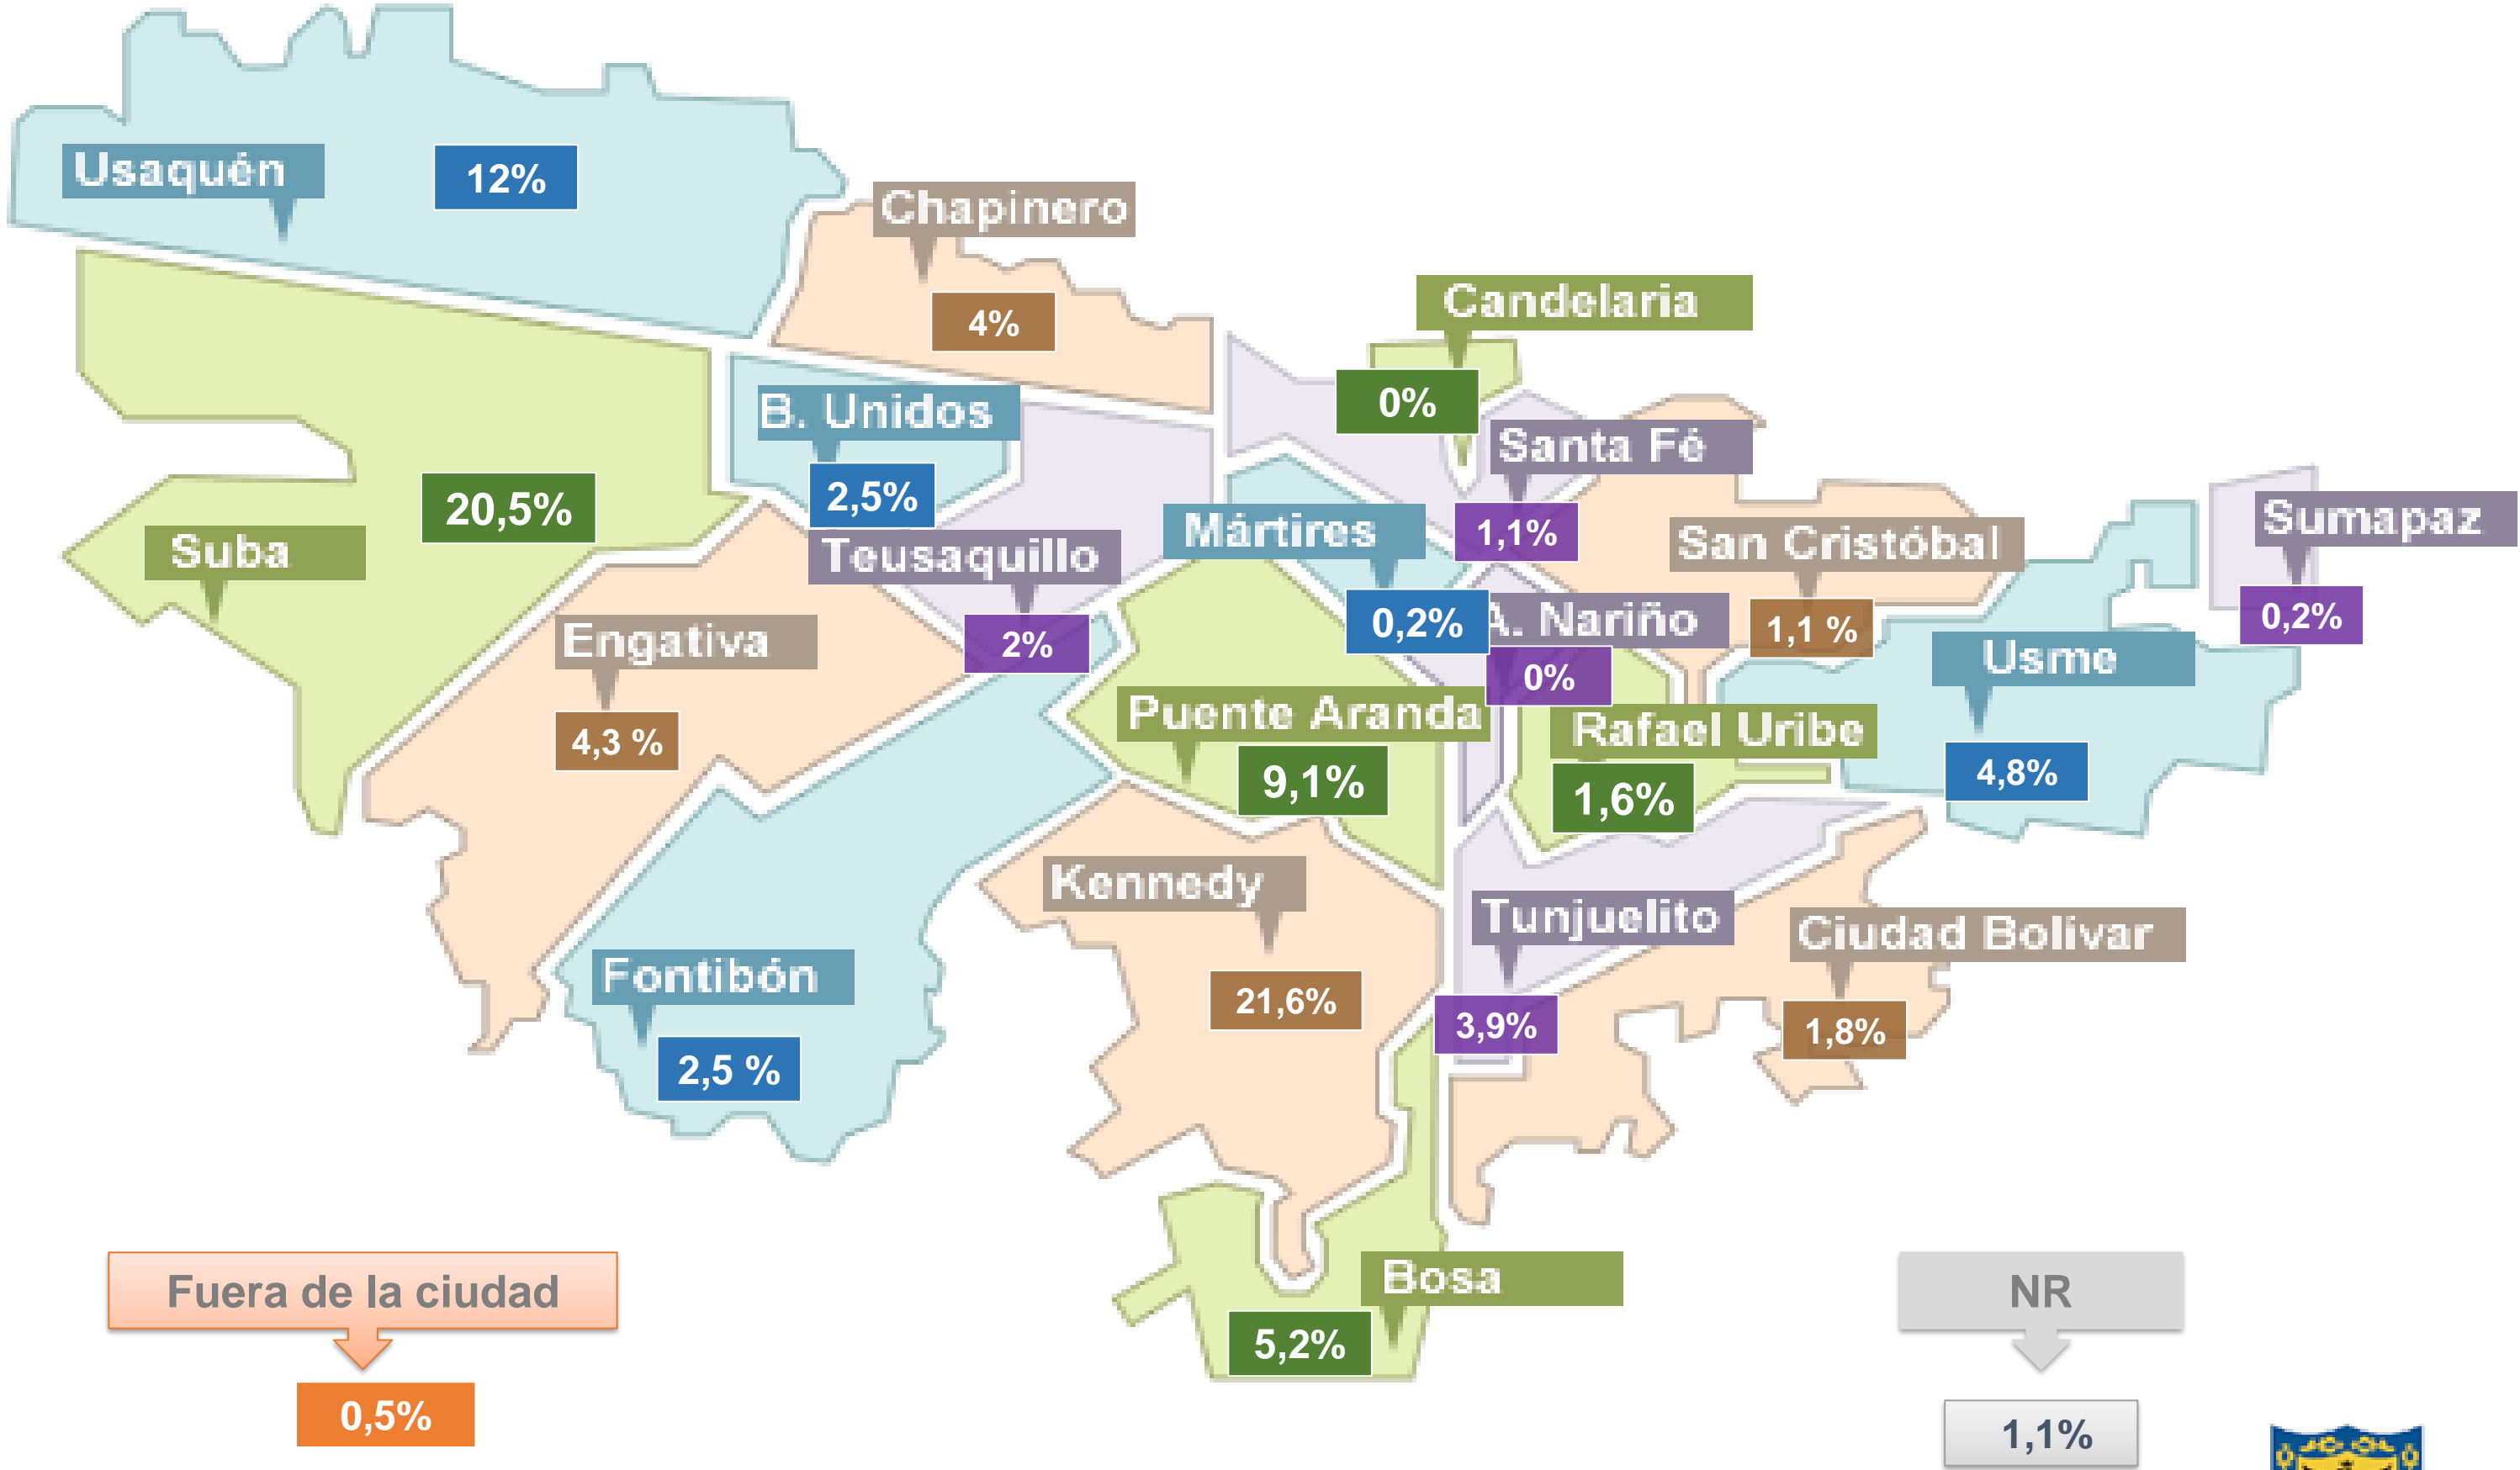 Usaquén
12%
Chapinero
4%
Candelaria
0%
B. Unidos
2,5%
Santa Fé
1,1%
Suba
20,5%
Teusaquillo
2%
Mártires
0,2%
San Cristóbal
1,1 %
Sumapaz
0,2%
A. Nariño
0%
Engativa
4,3 %
Usme
4,8%
Puente Aranda
9,1%
Rafael Uribe
1,6%
Kennedy
21,6%
Tunjuelito
3,9%
Ciudad Bolivar
1,8%
Fontibón
2,5 %
Bosa
5,2%
Fuera de la ciudad
0,5%
NR
1,1%